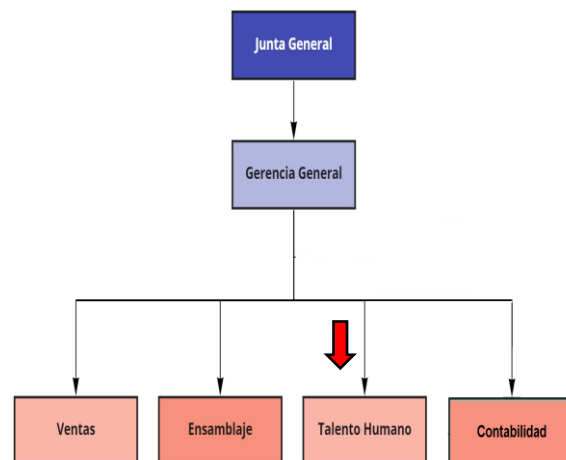 Junta General
Gerencia General
Ventas
Ensamblaje
Talento Humano
Contabilidad